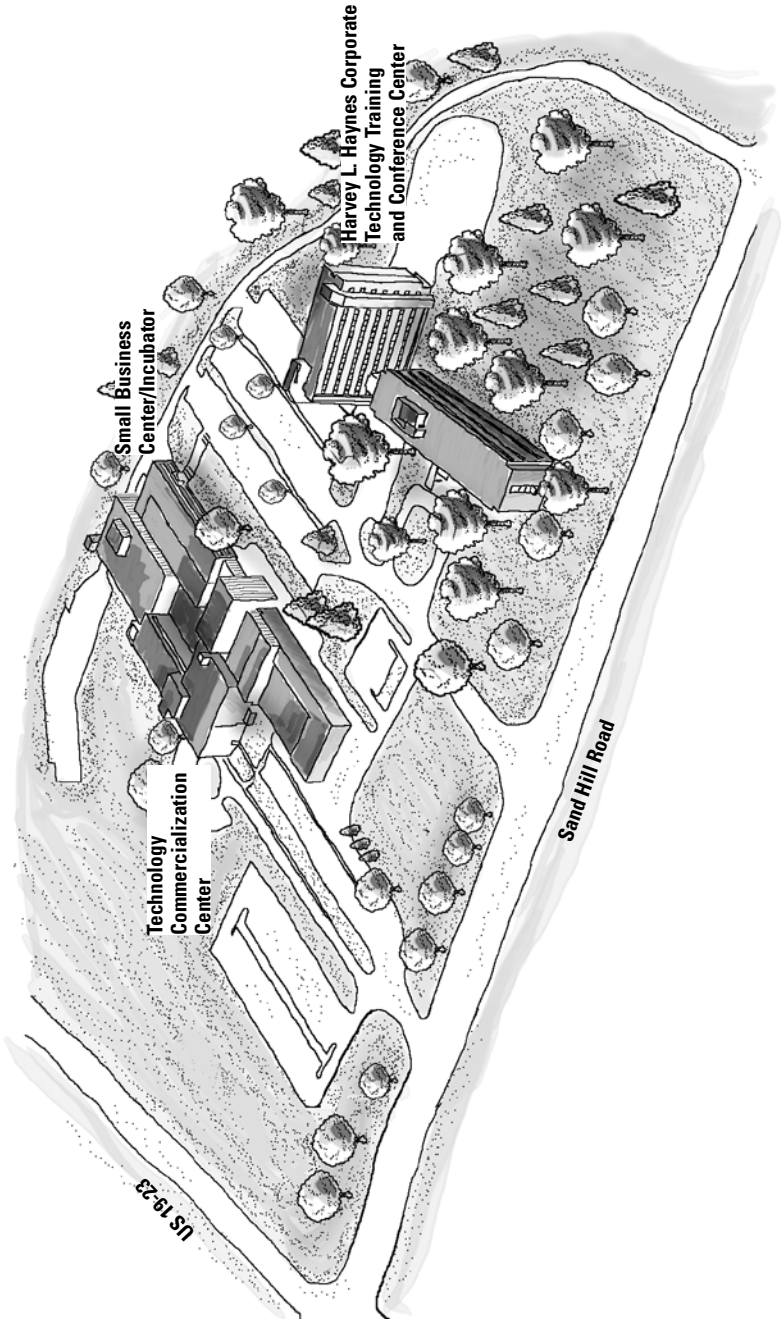 Technology
Commercialization
Center
Small Business
Center/Incubator
Harvey L. Haynes Corporate
Technology Training
and Conference Center
US 19-23
Sand Hill Road